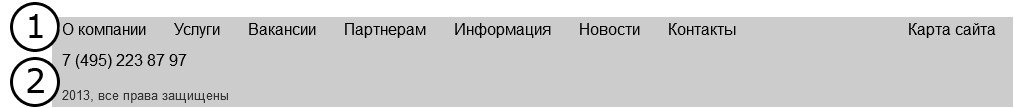 1 О компании Услуги Вакансии Партнерам Информация Новости Контакты Карта сайта
7 (495) 223 87 97
2
2013, все права защищены